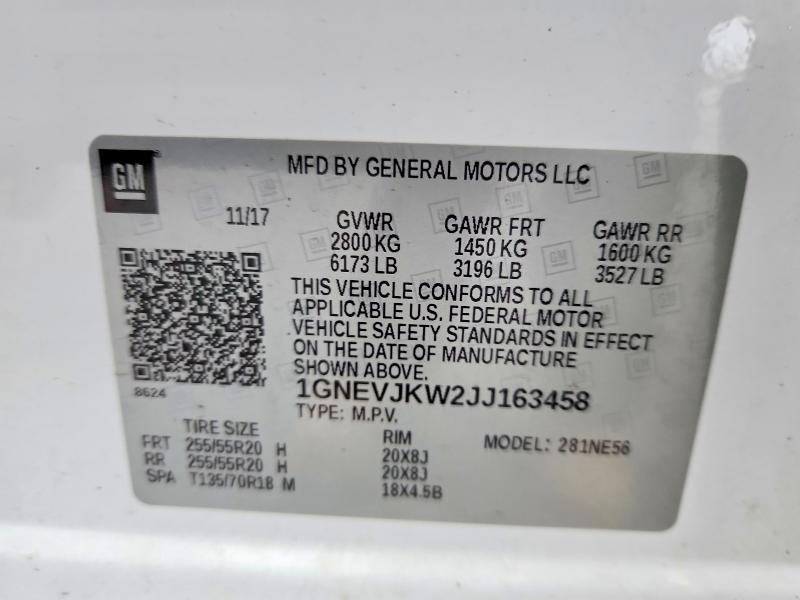 GM
MFD BY GENERAL MOTORS LLC
11/17
GVWR
2800 KG
6173 LB
GAWR FRT
1450 KG
3196 LB
GAWR RR
1600 KG
3527 LB
THIS VEHICLE CONFORMS TO ALL
APPLICABLE U.S. FEDERAL MOTOR
VEHICLE SAFETY STANDARDS IN EFFECT
ON THE DATE OF MANUFACTURE
SHOWN ABOVE.
8624
1GNEVJKW2JJ163458
TYPE: M.P.V.
MODEL: 281NE56
TIRE SIZE RIM
FRT 255/55R20 H 20X8J
RR 255/55R20 H 20X8J
SPA T135/70R18 M 18X4.5B